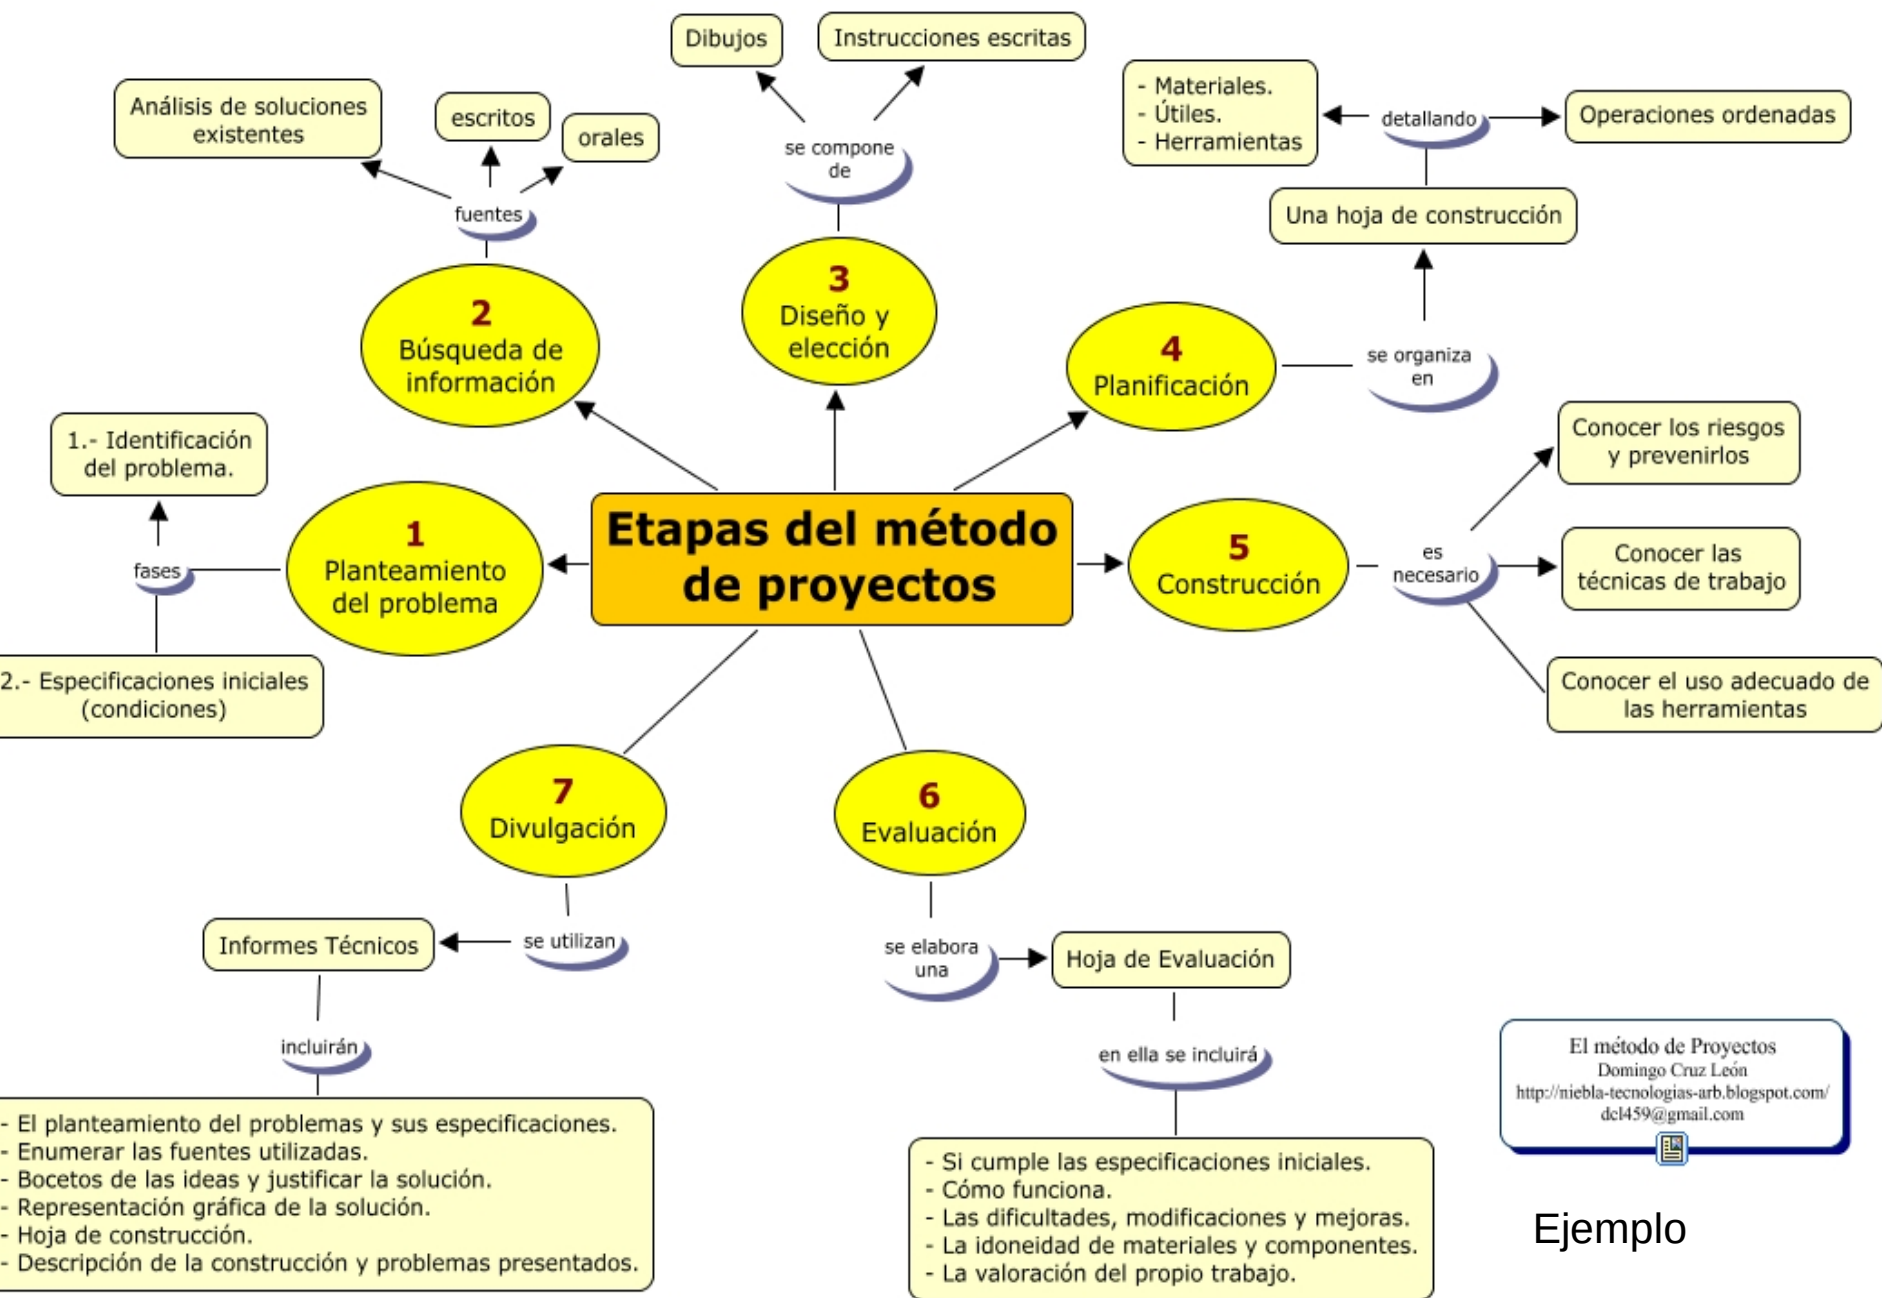 Etapas del método
de proyectos
1
Planteamiento
del problema
fases
1.- Identificación
del problema.
2.- Especificaciones iniciales
(condiciones)
2
Búsqueda de
información
fuentes
Análisis de soluciones
existentes
escritos
orales
3
Diseño y
elección
se compone
de
Dibujos
Instrucciones escritas
4
Planificación
se organiza
en
Una hoja de construcción
detallando
- Materiales.
- Útiles.
- Herramientas
Operaciones ordenadas
5
Construcción
es
necesario
Conocer los riesgos
y prevenirlos
Conocer las
técnicas de trabajo
Conocer el uso adecuado de
las herramientas
6
Evaluación
se elabora
una
Hoja de Evaluación
en ella se incluirá
- Si cumple las especificaciones iniciales.
- Cómo funciona.
- Las dificultades, modificaciones y mejoras.
- La idoneidad de materiales y componentes.
- La valoración del propio trabajo.
7
Divulgación
se utilizan
Informes Técnicos
incluirán
- El planteamiento del problemas y sus especificaciones.
- Enumerar las fuentes utilizadas.
- Bocetos de las ideas y justificar la solución.
- Representación gráfica de la solución.
- Hoja de construcción.
- Descripción de la construcción y problemas presentados.
El método de Proyectos
Domingo Cruz León
http://niebla-tecnologias-arb.blogspot.com/
dcl459@gmail.com
Ejemplo